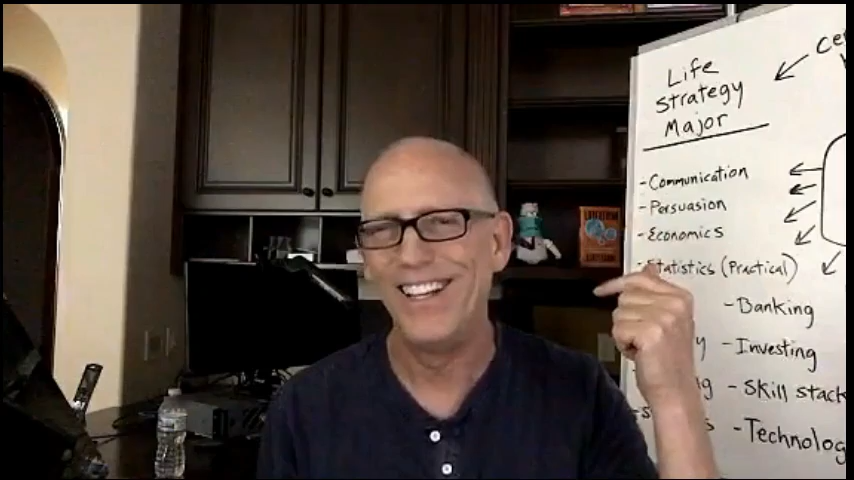 Life
Strategy
Major
- Communication
- Persuasion
- Economics
- Statistics (Practical)
- Banking
- Investing
- Skill stack
- Technolog